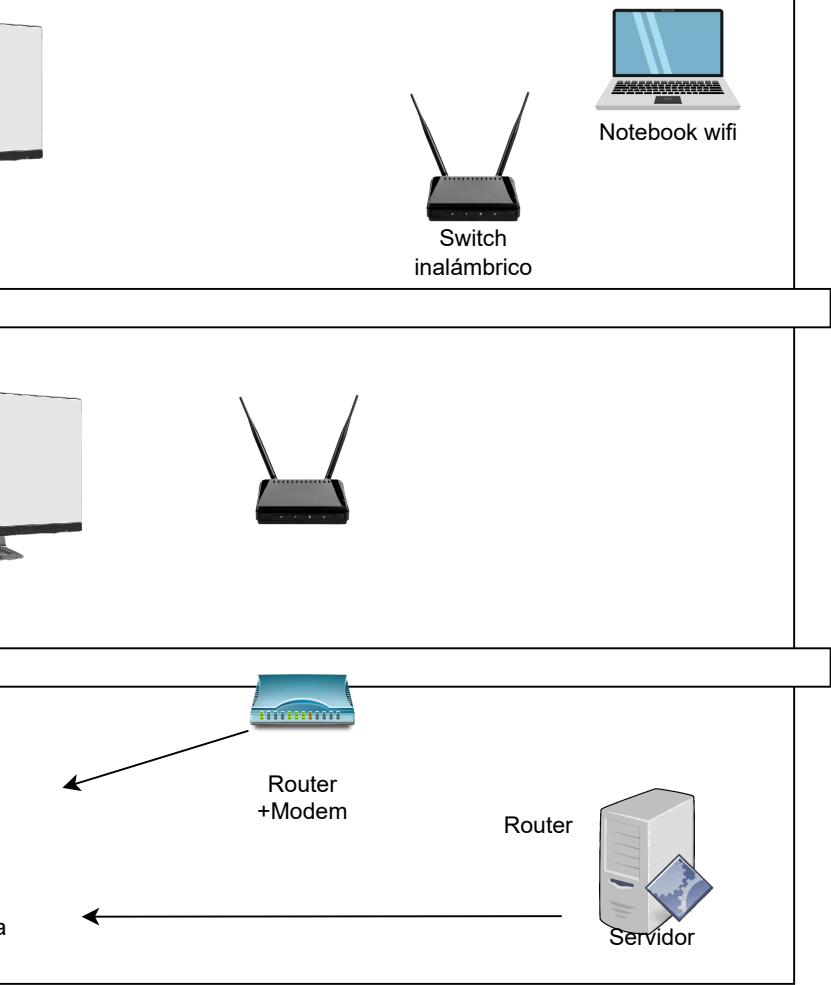 Notebook wifi
Switch
inalámbrico
Router
+Modem
Router
a
Servidor